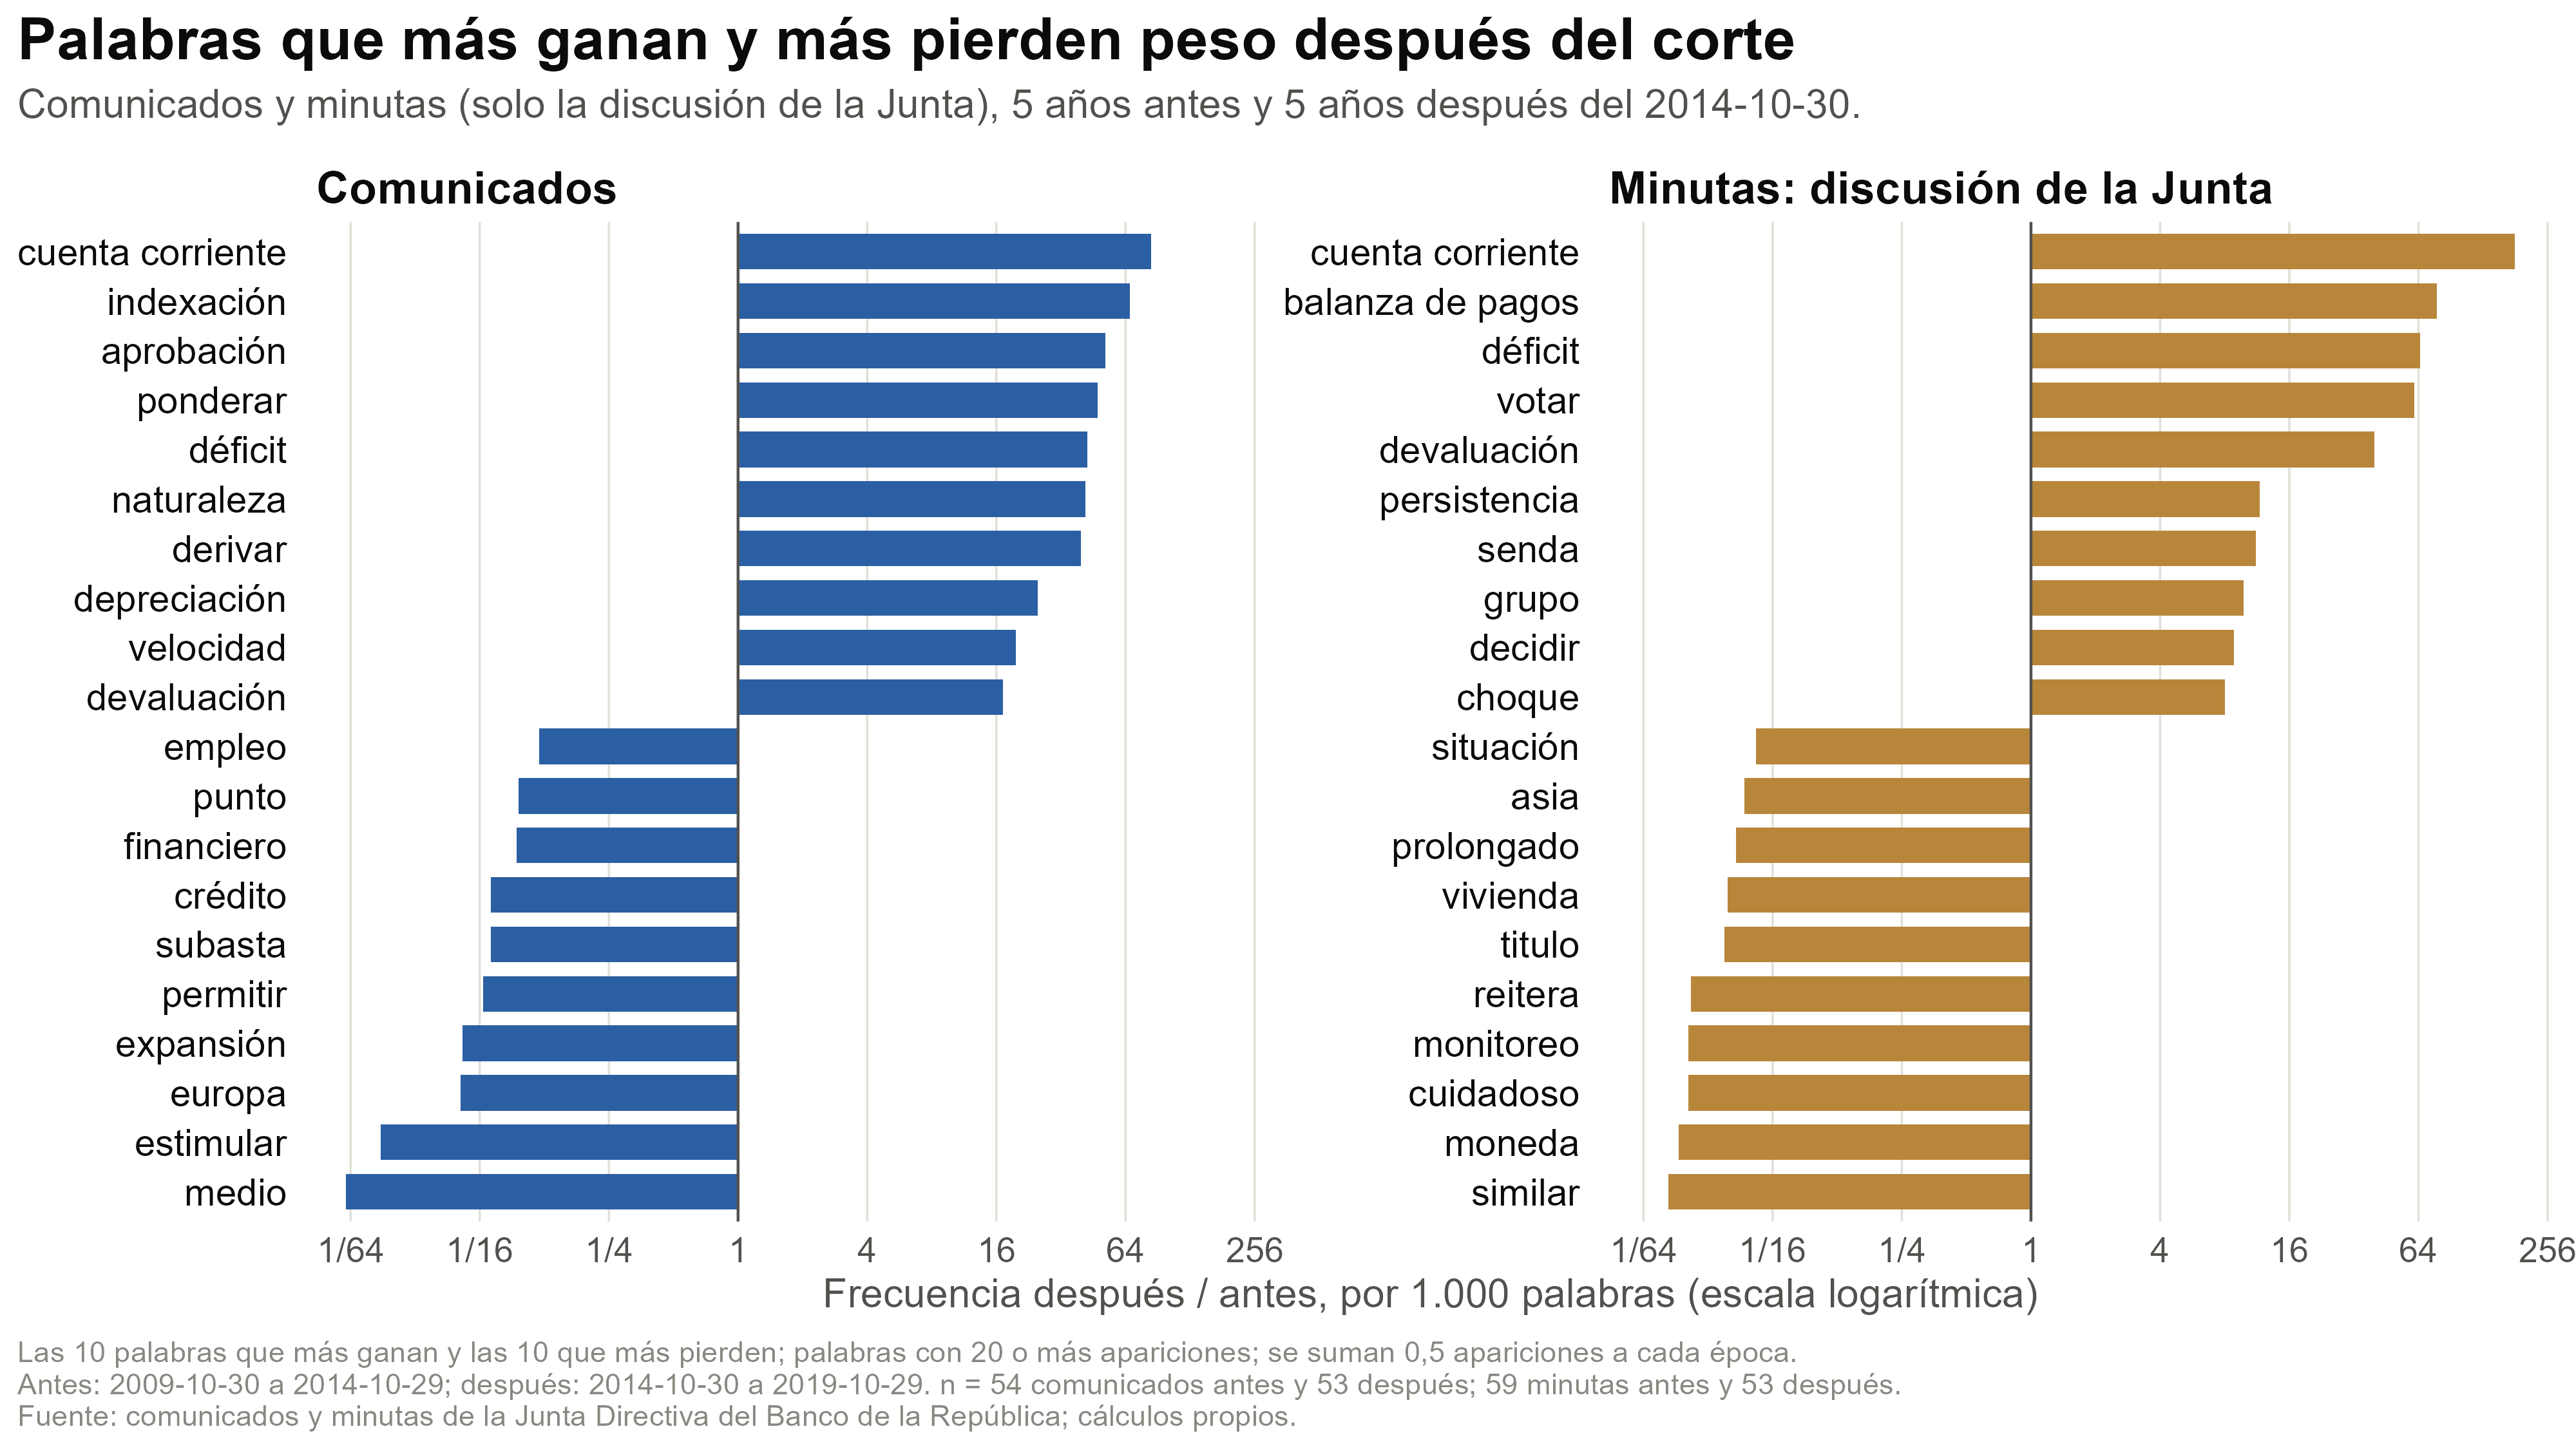 Palabras que más ganan y más pierden peso después del corte
Comunicados y minutas (solo la discusión de la Junta), 5 años antes y 5 años después del 2014-10-30.
Comunicados
cuenta corriente
indexación
aprobación
ponderar
déficit
naturaleza
derivar
depreciación
velocidad
devaluación
empleo
punto
financiero
crédito
subasta
permitir
expansión
europa
estimular
medio
1/64 1/16 1/4 1 4 16 64 256
Minutas: discusión de la Junta
cuenta corriente
balanza de pagos
déficit
votar
devaluación
persistencia
senda
grupo
decidir
choque
situación
asia
prolongado
vivienda
titulo
reitera
monitoreo
cuidadoso
moneda
similar
1/64 1/16 1/4 1 4 16 64 256
Frecuencia después / antes, por 1.000 palabras (escala logarítmica)
Las 10 palabras que más ganan y las 10 que más pierden; palabras con 20 o más apariciones; se suman 0,5 apariciones a cada época.
Antes: 2009-10-30 a 2014-10-29; después: 2014-10-30 a 2019-10-29. n = 54 comunicados antes y 53 después; 59 minutas antes y 53 después.
Fuente: comunicados y minutas de la Junta Directiva del Banco de la República; cálculos propios.